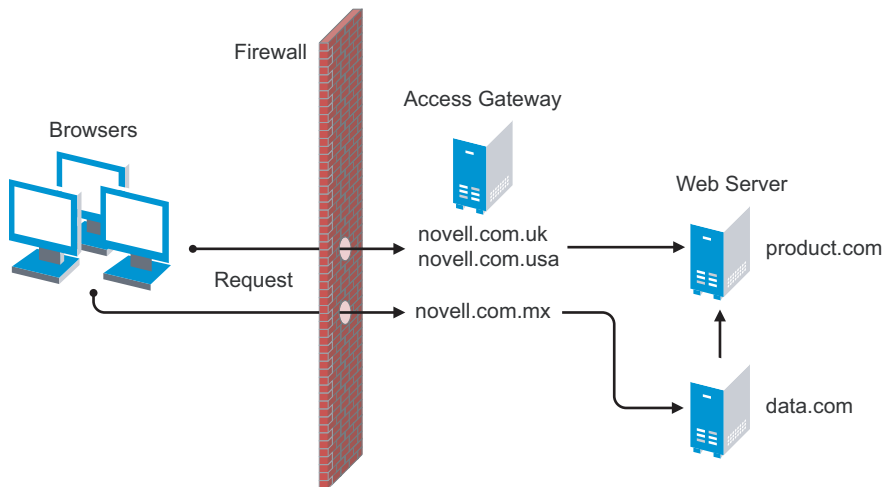 Firewall
Access Gateway
Browsers
Web Server
novell.com.uk
novell.com.usa
product.com
Request
novell.com.mx
data.com